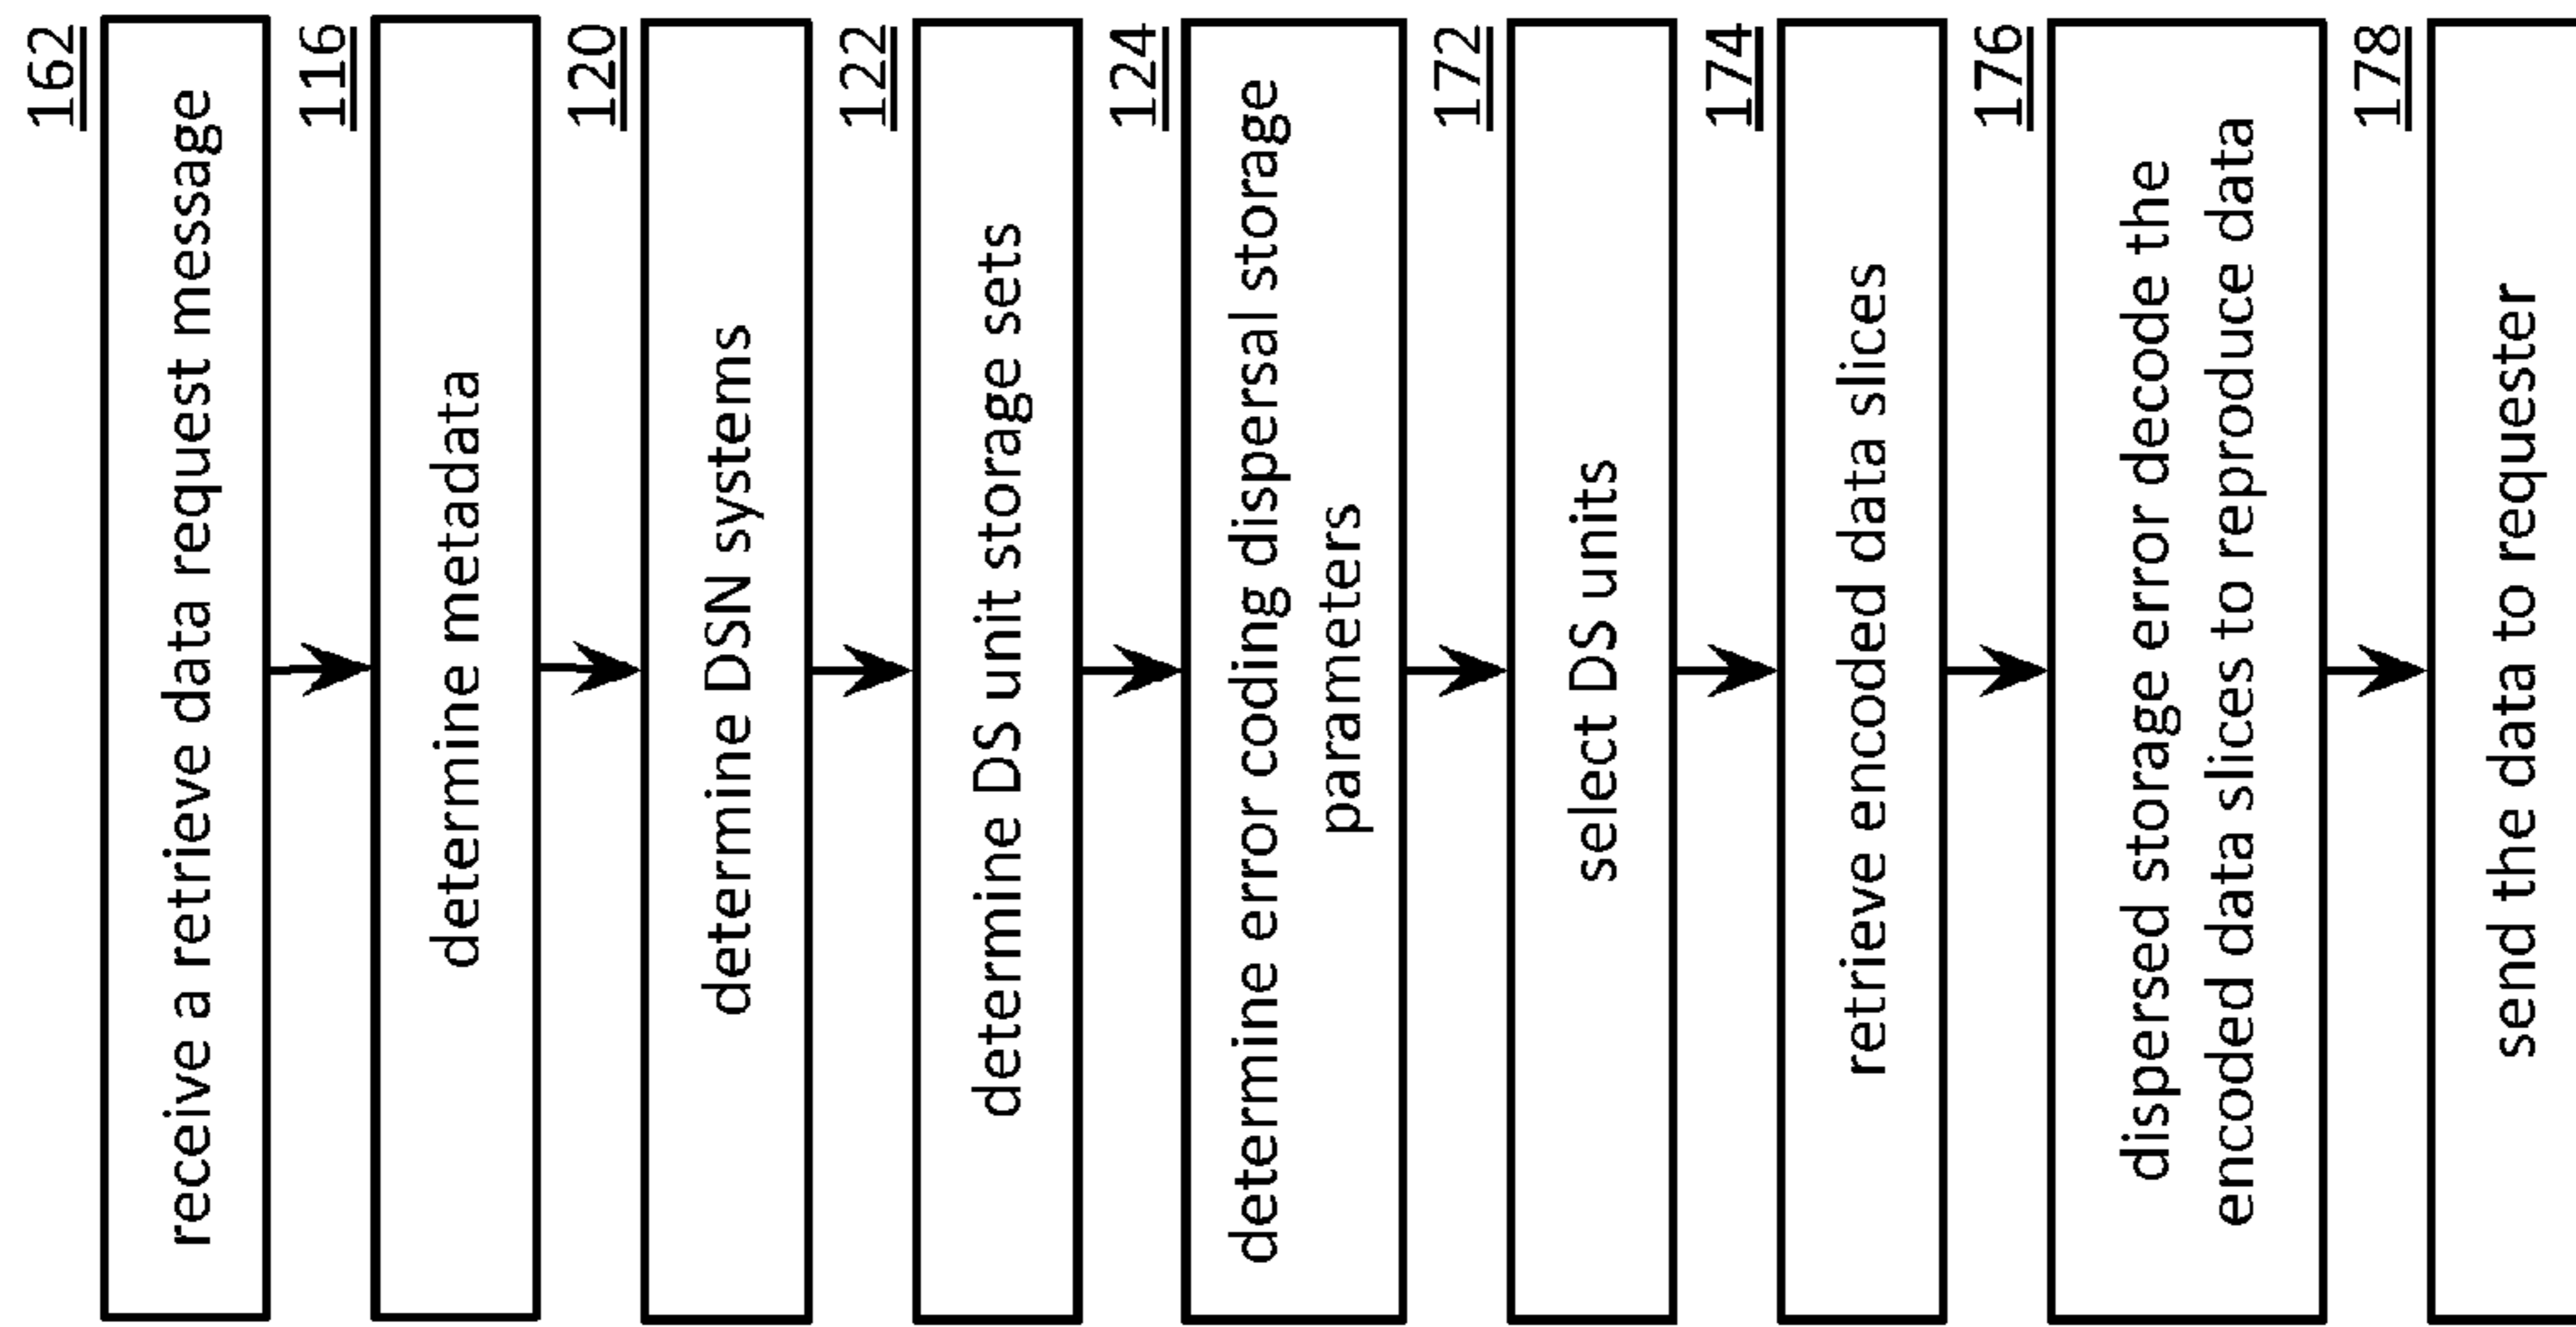 162
receive a retrieve data request message
116
determine metadata
120
determine DSN systems
122
determine DS unit storage sets
124
determine error coding dispersal storage
parameters
172
select DS units
174
retrieve encoded data slices
176
dispersed storage error decode the
encoded data slices to reproduce data
178
send the data to requester